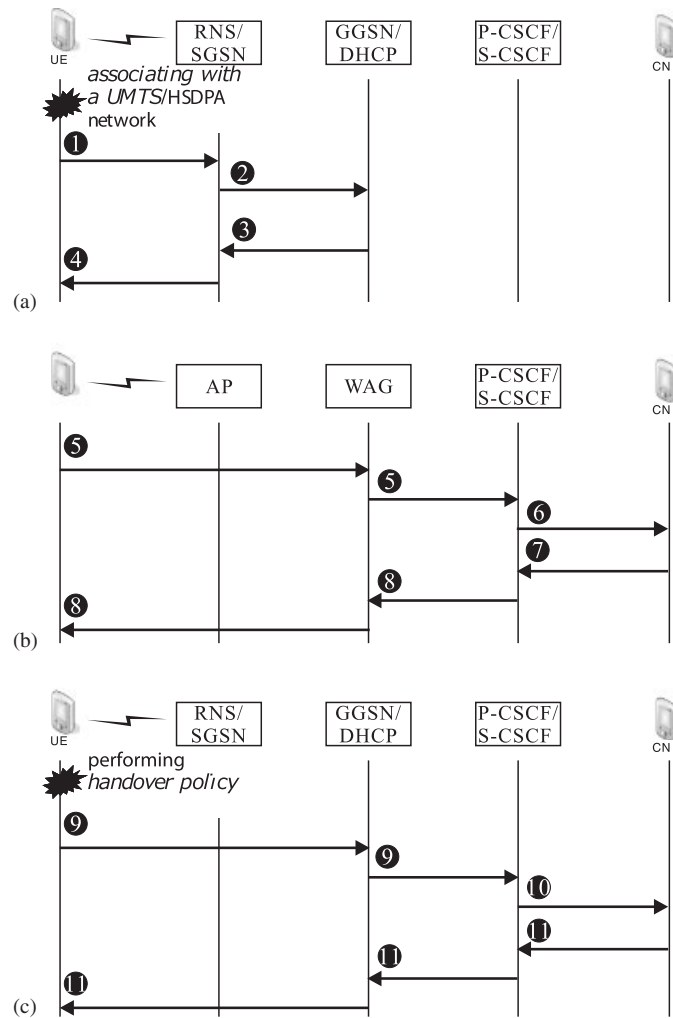 UE
RNS/
SGSN
GGSN/
DHCP
P-CSCF/
S-CSCF
CN
associating with
a UMTS/HSDPA
network
1
2
3
4
(a)
AP
WAG
P-CSCF/
S-CSCF
CN
5
5
6
7
8
8
(b)
UE
RNS/
SGSN
GGSN/
DHCP
P-CSCF/
S-CSCF
CN
performing
handover policy
9
9
10
11
11
11
(c)